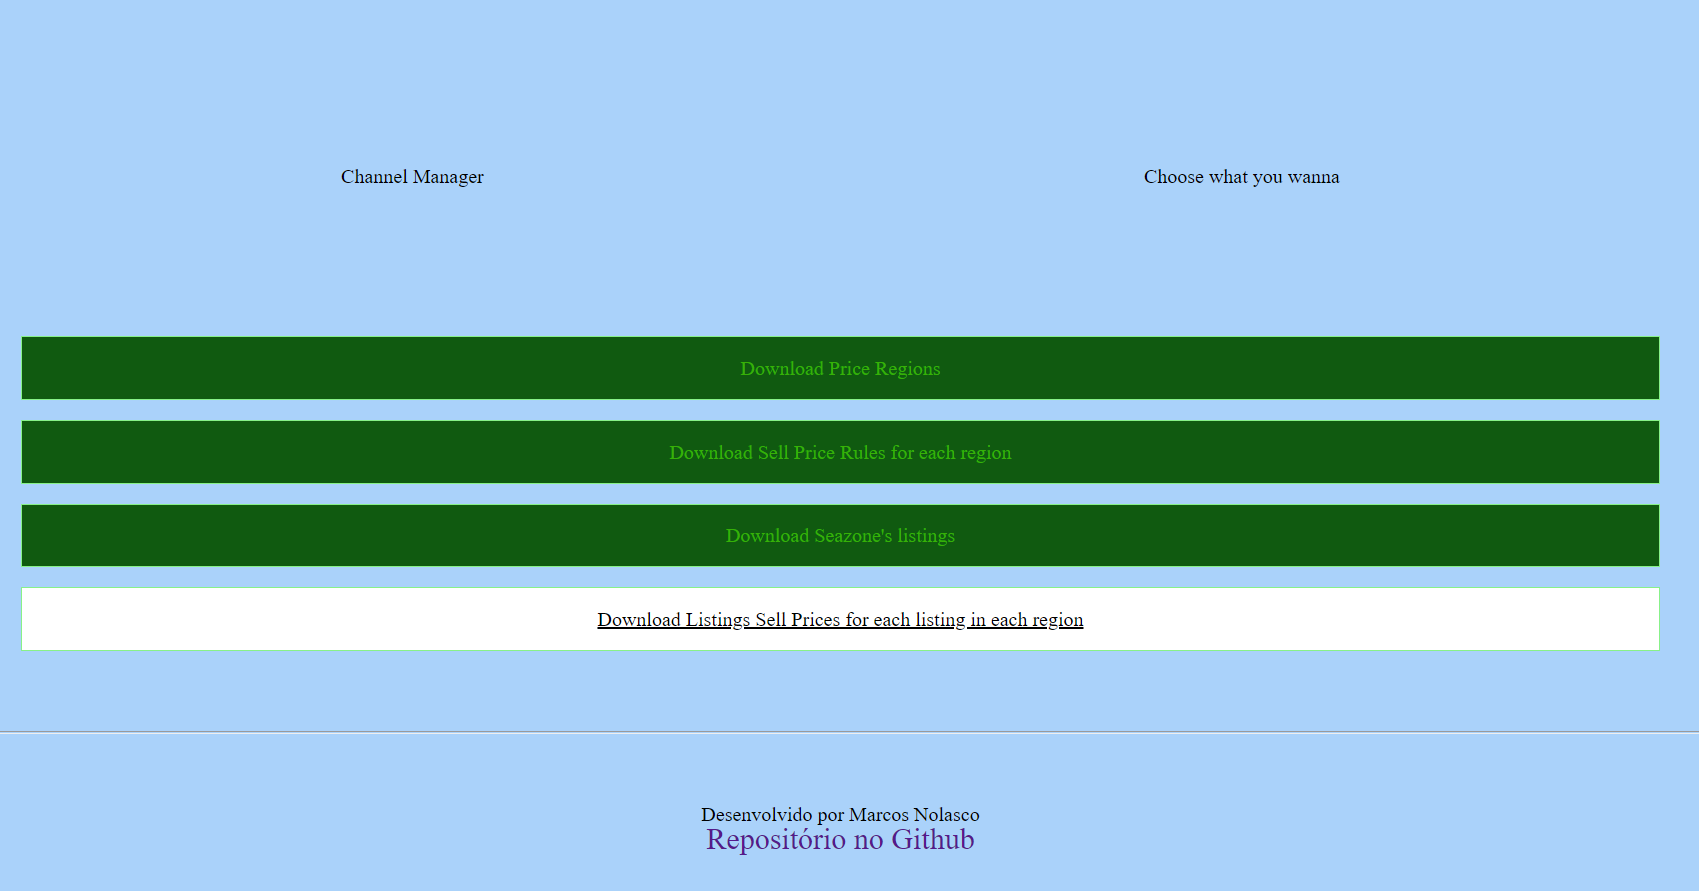 Channel Manager
Choose what you wanna
Download Price Regions
Download Sell Price Rules for each region
Download Seazone's listings
Download Listings Sell Prices for each listing in each region
Desenvolvido por Marcos Nolasco
Repositório no Github